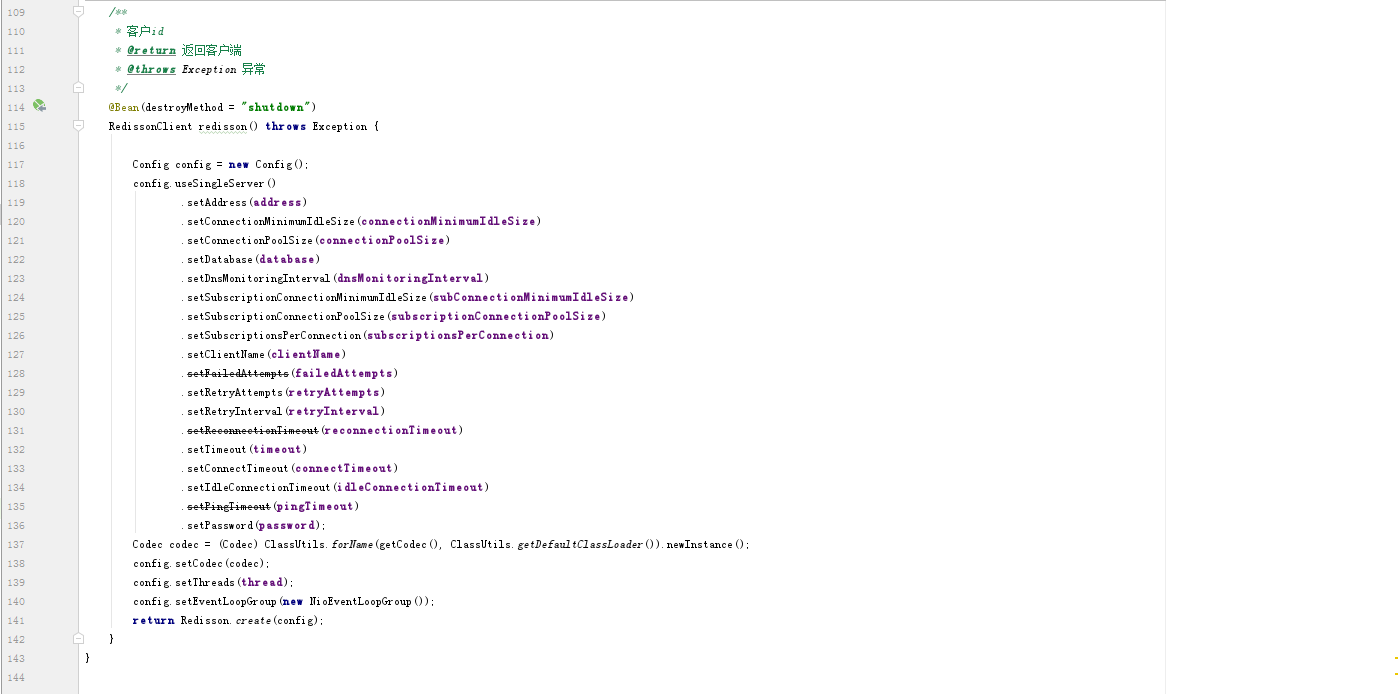 109 /**
110 * 客户id
111 * @return 返回客户端
112 * @throws Exception 异常
113 */
114 @Bean(destroyMethod = "shutdown")
115 RedissonClient redisson() throws Exception {
116
117 Config config = new Config();
118 config.useSingleServer()
119 .setAddress(address)
120 .setConnectionMinimumIdleSize(connectionMinimumIdleSize)
121 .setConnectionPoolSize(connectionPoolSize)
122 .setDatabase(database)
123 .setDnsMonitoringInterval(dnsMonitoringInterval)
124 .setSubscriptionConnectionMinimumIdleSize(subConnectionMinimumIdleSize)
125 .setSubscriptionConnectionPoolSize(subscriptionConnectionPoolSize)
126 .setSubscriptionsPerConnection(subscriptionsPerConnection)
127 .setClientName(clientName)
128 .setFailedAttempts(failedAttempts)
129 .setRetryAttempts(retryAttempts)
130 .setRetryInterval(retryInterval)
131 .setReconnectionTimeout(reconnectionTimeout)
132 .setTimeout(timeout)
133 .setConnectTimeout(connectTimeout)
134 .setIdleConnectionTimeout(idleConnectionTimeout)
135 .setPingTimeout(pingTimeout)
136 .setPassword(password);
137 Codec codec = (Codec) ClassUtils.forName(getCodec(), ClassUtils.getDefaultClassLoader()).newInstance();
138 config.setCodec(codec);
139 config.setThreads(thread);
140 config.setEventLoopGroup(new NioEventLoopGroup());
141 return Redisson.create(config);
142 }
143 }
144